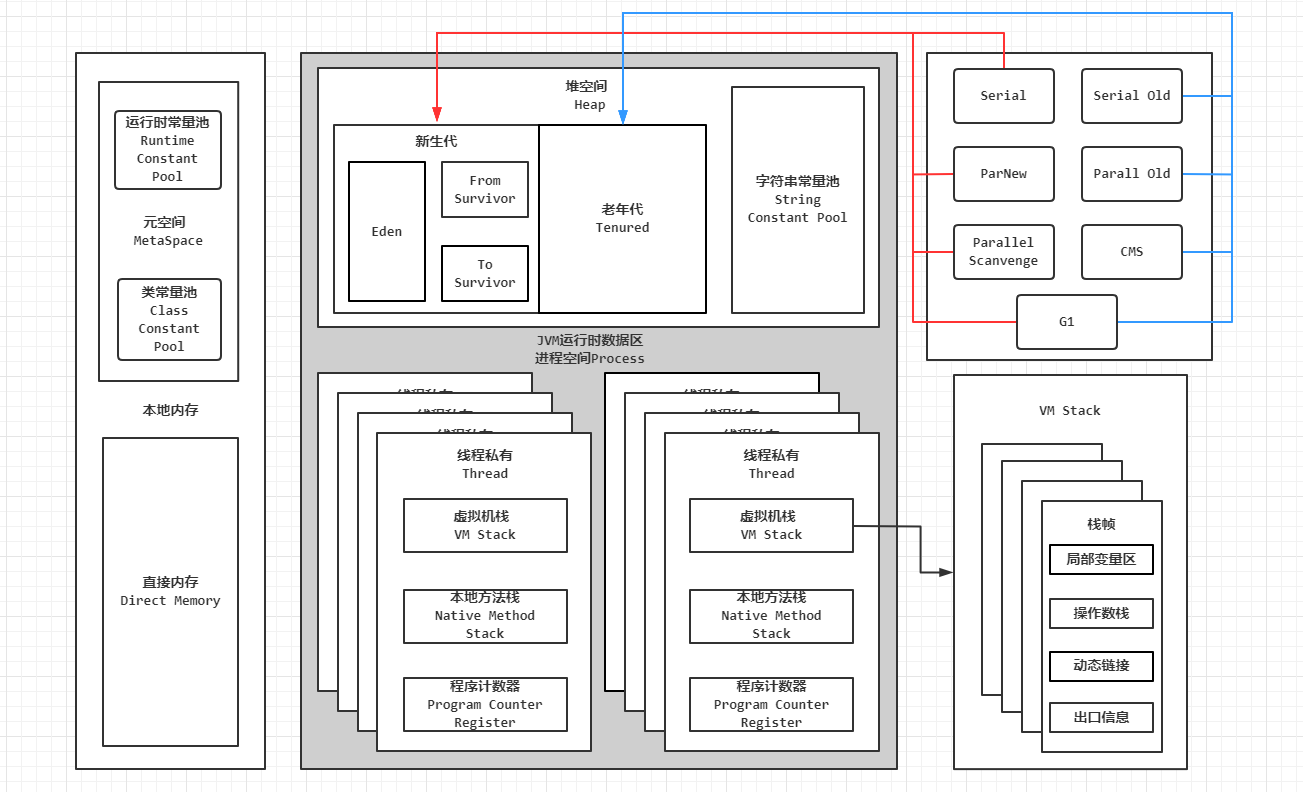 运行时常量池
Runtime
Constant
Pool
元空间
MetaSpace
类常量池
Class
Constant
Pool
本地内存
直接内存
Direct Memory
堆空间
Heap
新生代
Eden
From
Survivor
To
Survivor
老年代
Tenured
字符串常量池
String
Constant Pool
JVM运行时数据区
进程空间Process
线程私有
线程私有
线程私有
线程私有
Thread
虚拟机栈
VM Stack
本地方法栈
Native Method
Stack
程序计数器
Program Counter
Register
线程私有
线程私有
线程私有
线程私有
Thread
虚拟机栈
VM Stack
本地方法栈
Native Method
Stack
程序计数器
Program Counter
Register
Serial
Serial Old
ParNew
Parall Old
Parallel
Scanvenge
CMS
G1
VM Stack
栈帧
局部变量区
操作数栈
动态链接
出口信息